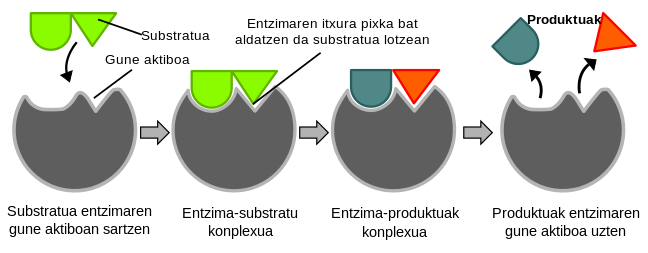 Substratua
Gune aktiboa
Entzimaren itxura pixka bat
aldatzen da substratua lotzean
Produktuak
Substratua entzimaren
gune aktiboan sartzen
Entzima-substratu
konplexua
Entzima-produktuak
konplexua
Produktuak entzimaren
gune aktiboa uzten